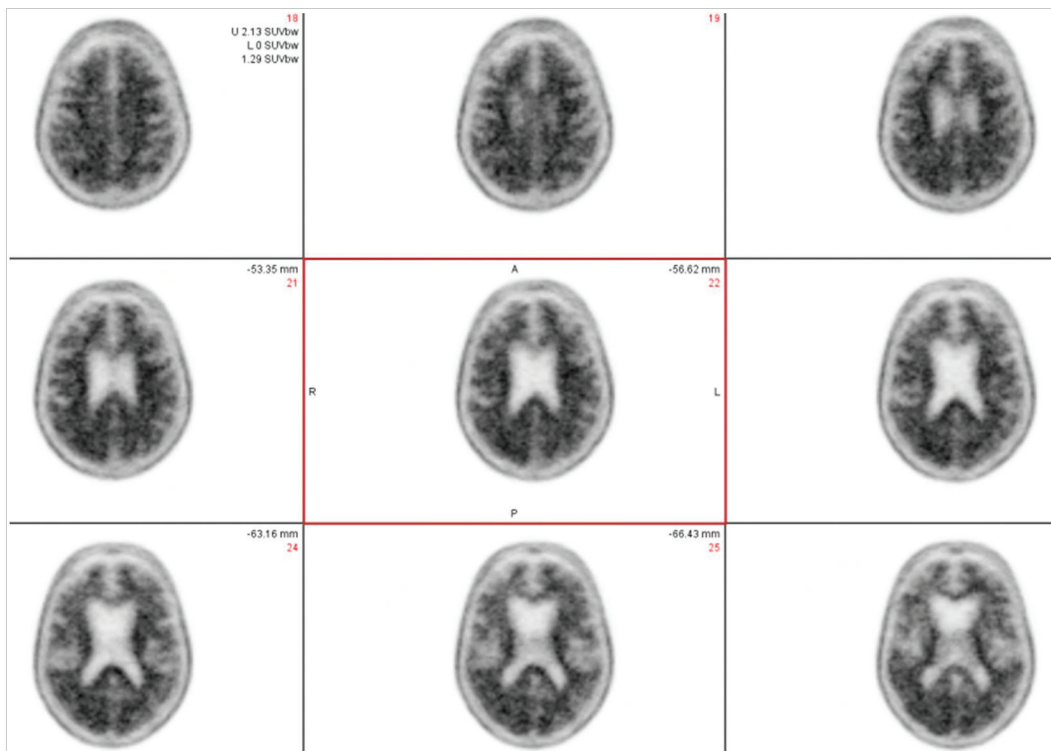 18
U 2.13 SUVbw
L 0 SUVbw
1.29 SUVbw
19
-53.35 mm
21
A
-56.62 mm
22
R
L
P
-63.16 mm
24
-66.43 mm
25